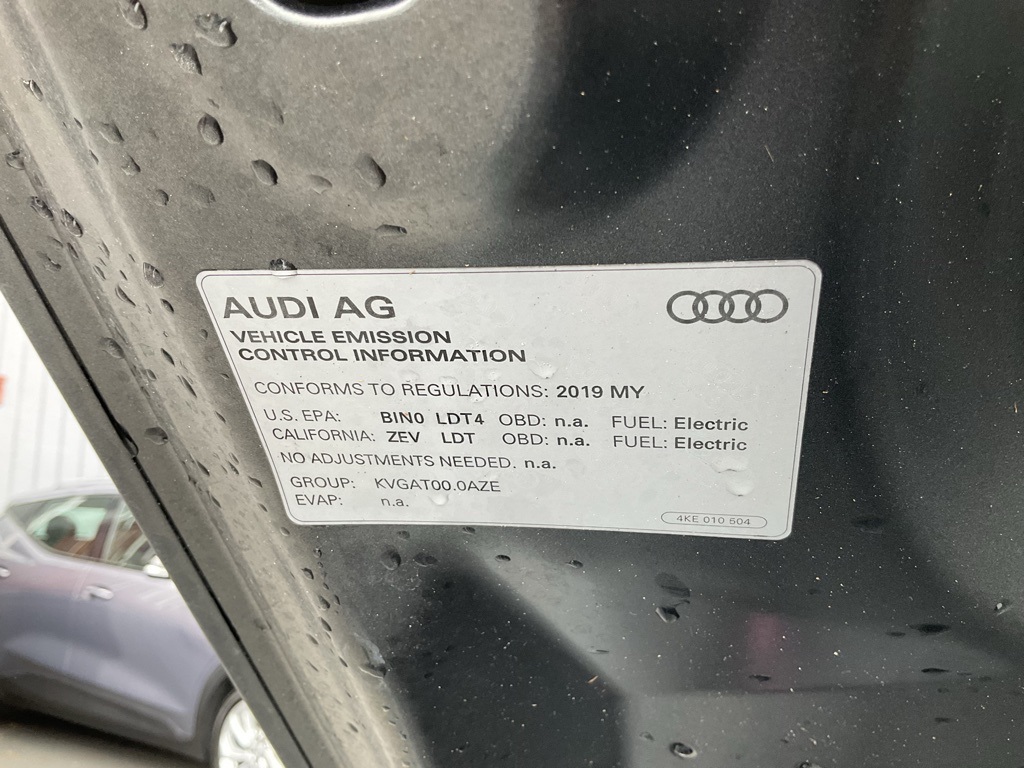 AUDI AG
VEHICLE EMISSION
CONTROL INFORMATION
CONFORMS TO REGULATIONS: 2019 MY
U.S. EPA: BIN0 LDT4 OBD: n.a. FUEL: Electric
CALIFORNIA: ZEV LDT OBD: n.a. FUEL: Electric
NO ADJUSTMENTS NEEDED. n.a.
GROUP: KVGAT00.0AZE
EVAP: n.a.
4KE 010 504